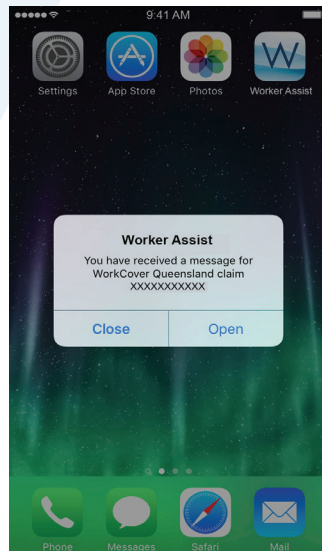 9:41 AM
Settings App Store Photos Worker Assist
Worker Assist
You have received a message for
WorkCover Queensland claim
XXXXXXXXXXX
Close Open
Phone Messages Safari Mail